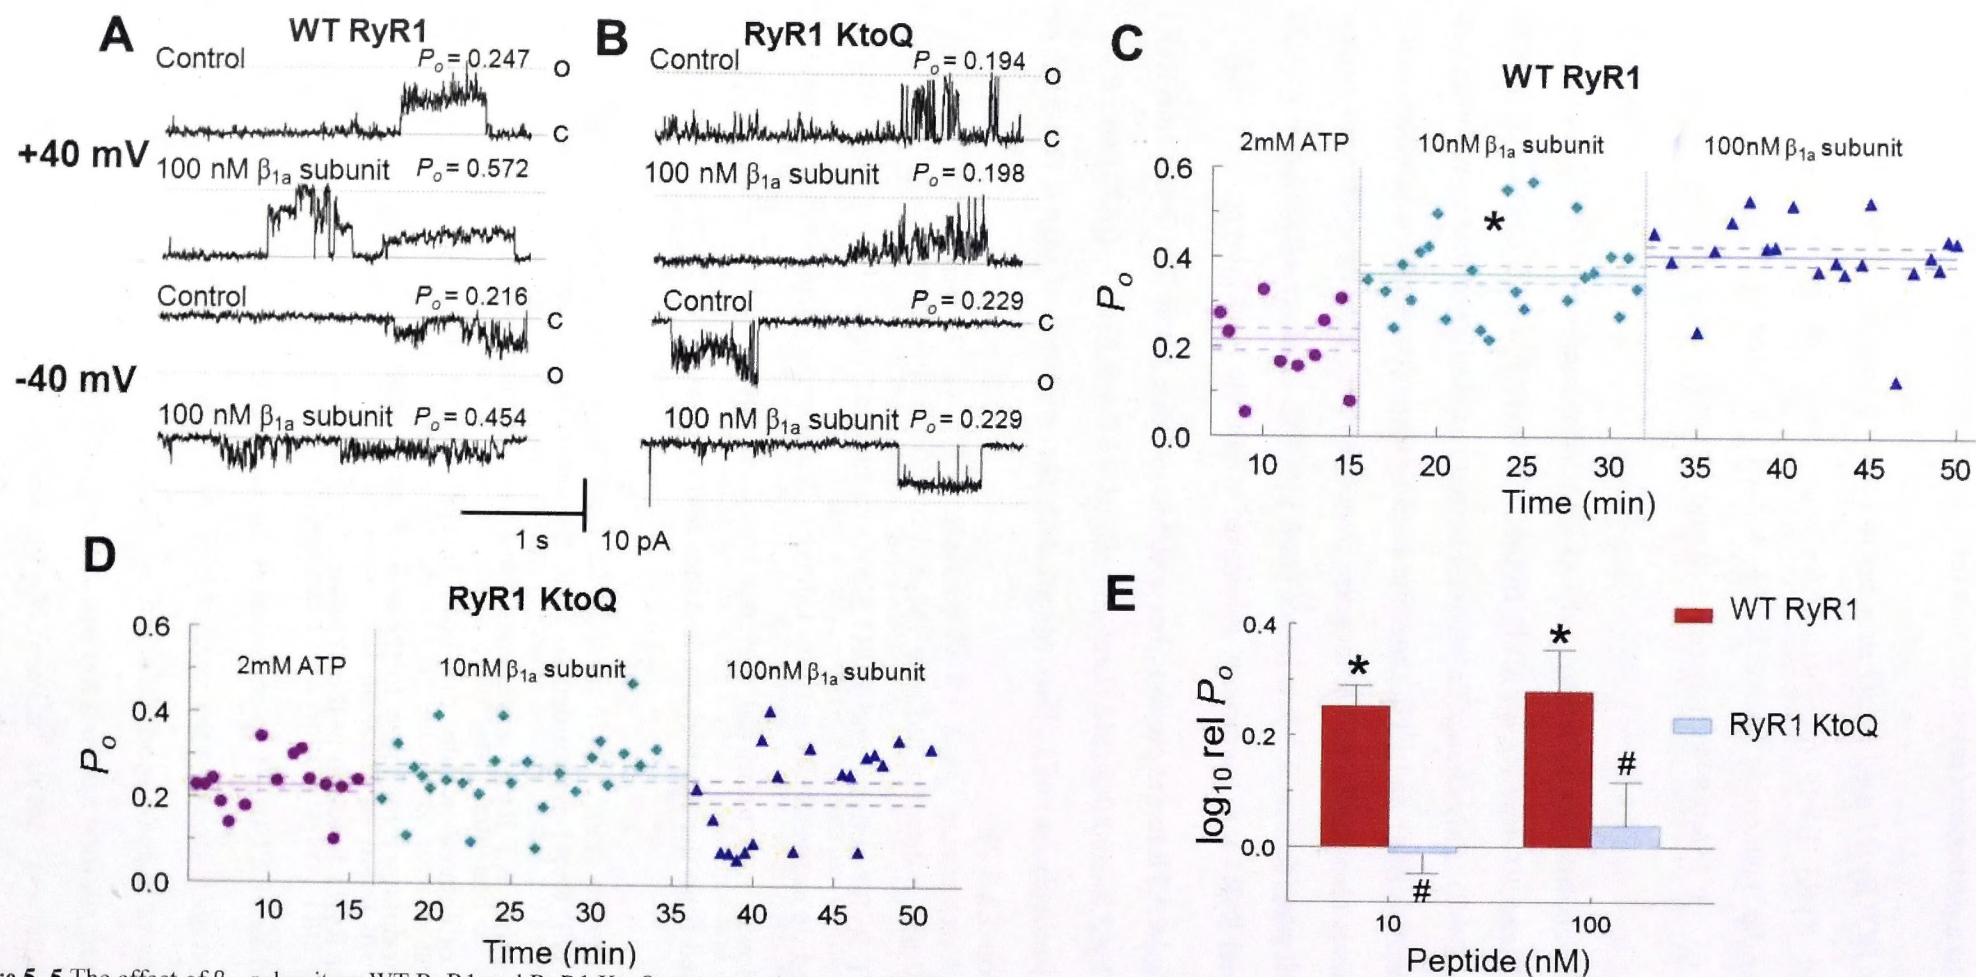 A
WT RyR1
Control
Pₒ = 0.247
O
C
+40 mV
100 nM β₁ₐ subunit
Pₒ = 0.572
Control
Pₒ = 0.216
C
O
-40 mV
100 nM β₁ₐ subunit
Pₒ = 0.454
B
RyR1 KtoQ
Control
Pₒ = 0.194
O
C
100 nM β₁ₐ subunit
Pₒ = 0.198
Control
Pₒ = 0.229
C
O
100 nM β₁ₐ subunit
Pₒ = 0.229
1 s
10 pA
C
WT RyR1
2mM ATP
10nM β₁ₐ subunit
100nM β₁ₐ subunit
Pₒ
0.6
0.4
0.2
0.0
*
10 15 20 25 30 35 40 45 50
Time (min)
D
RyR1 KtoQ
2mM ATP
10nM β₁ₐ subunit
100nM β₁ₐ subunit
Pₒ
0.6
0.4
0.2
0.0
10 15 20 25 30 35 40 45 50
Time (min)
E
WT RyR1
RyR1 KtoQ
log₁₀ rel Pₒ
0.4
0.2
0.0
*
#
*
#
10 100
Peptide (nM)